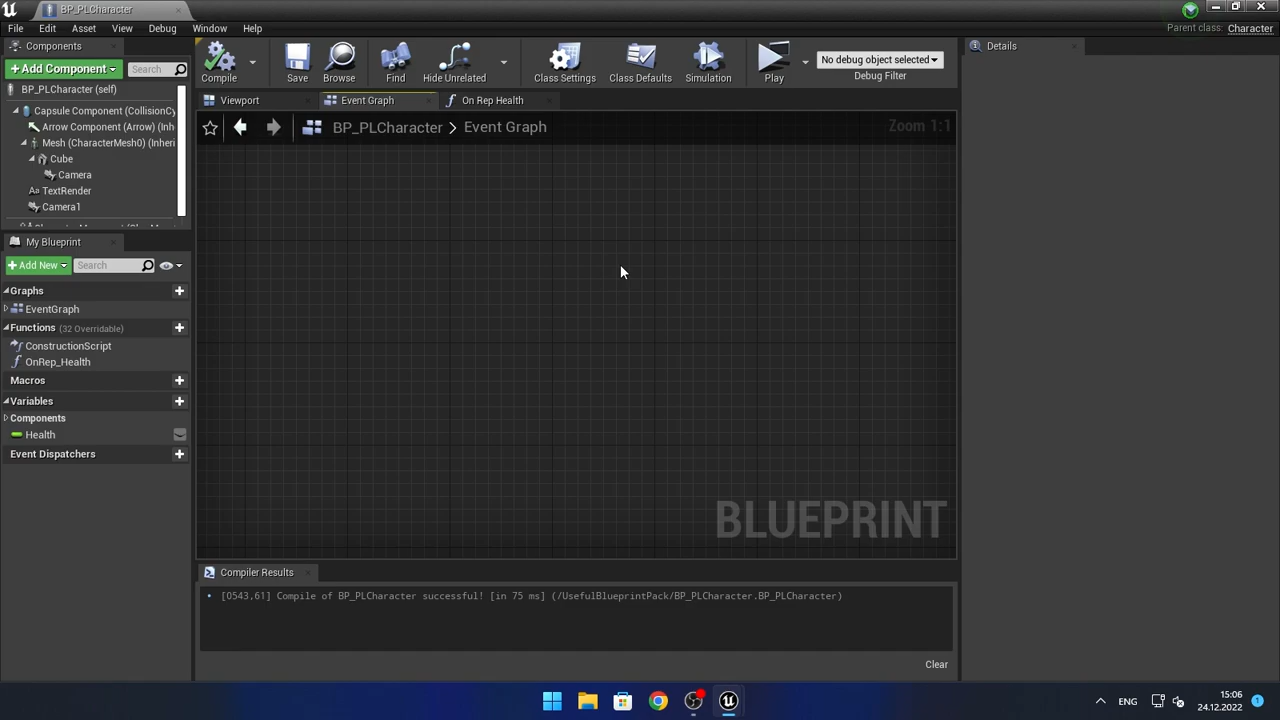 BP_PLCharacter
File Edit Asset View Debug Window Help
Parent class: Character
Components
+ Add Component
Search
BP_PLCharacter (self)
Capsule Component (CollisionCy
Arrow Component (Arrow) (Inh
Mesh (CharacterMesh0) (Inheri
Cube
Camera
TextRender
Camera1
Compile
Save
Browse
Find
Hide Unrelated
Class Settings
Class Defaults
Simulation
Play
No debug object selected
Debug Filter
Details
Viewport
Event Graph
On Rep Health
BP_PLCharacter > Event Graph
Zoom 1:1
BLUEPRINT
My Blueprint
+ Add New
Search
Graphs
EventGraph
Functions (32 Overridable)
ConstructionScript
OnRep_Health
Macros
Variables
Components
Health
Event Dispatchers
Compiler Results
[0543,61] Compile of BP_PLCharacter successful! [in 75 ms] (/UsefulBlueprintPack/BP_PLCharacter.BP_PLCharacter)
Clear
ENG
15:06
24.12.2022
1